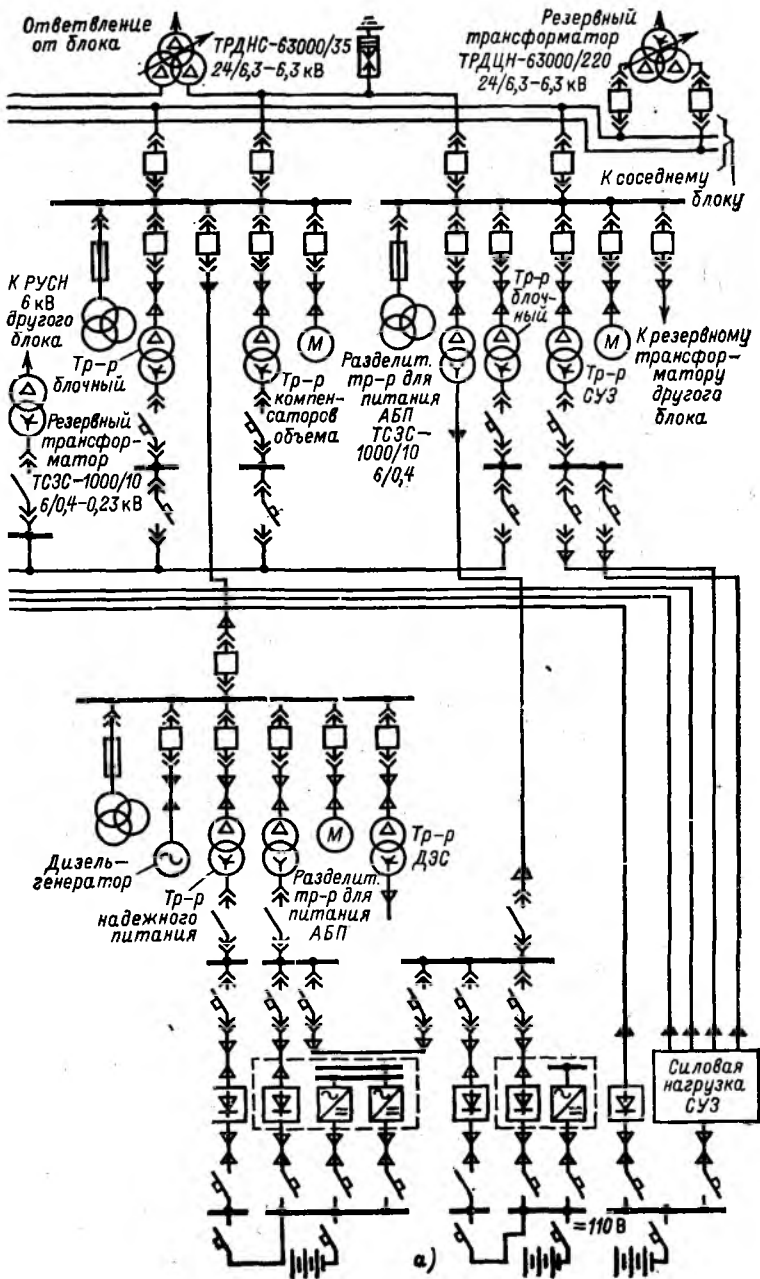 Ответвление
от блока
ТРДНС-63000/35
24/6,3-6,3 кВ
Резервный
трансформатор
ТРДЦН-63000/220
24/6,3-6,3 кВ
К соседнему
блоку
К РУСН
6 кВ
другого
блока
Тр-р
блочный
Резервный
трансфор-
матор
ТСЗС-1000/10
6/0,4-0,23 кВ
Тр-р
компен-
саторов
объема
М
Разделит.
тр-р для
питания
АБП
ТСЗС-
1000/10
6/0,4
Тр-р
блоч-
ный
Тр-р
СУЗ
М
К резервному
трансфор-
матору
другого
блока
Дизель-
генератор
Тр-р
надежного
питания
Разделит.
тр-р для
питания
АБП
М
Тр-р
ДЭС
Силовая
нагрузка
СУЗ
=110 В
а)